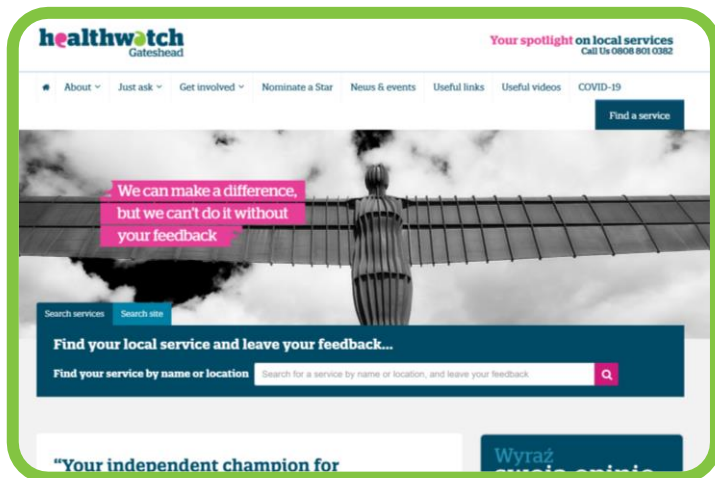 healthwatch
Gateshead
Your spotlight on local services
Call Us 0808 801 0382
About
Just ask
Get involved
Nominate a Star
News & events
Useful links
Useful videos
COVID-19
Find a service
We can make a difference,
but we can't do it without
your feedback
Search services
Search site
Find your local service and leave your feedback...
Find your service by name or location
Search for a service by name or location, and leave your feedback
"Your independent champion for
Wyraź
swoją opinię